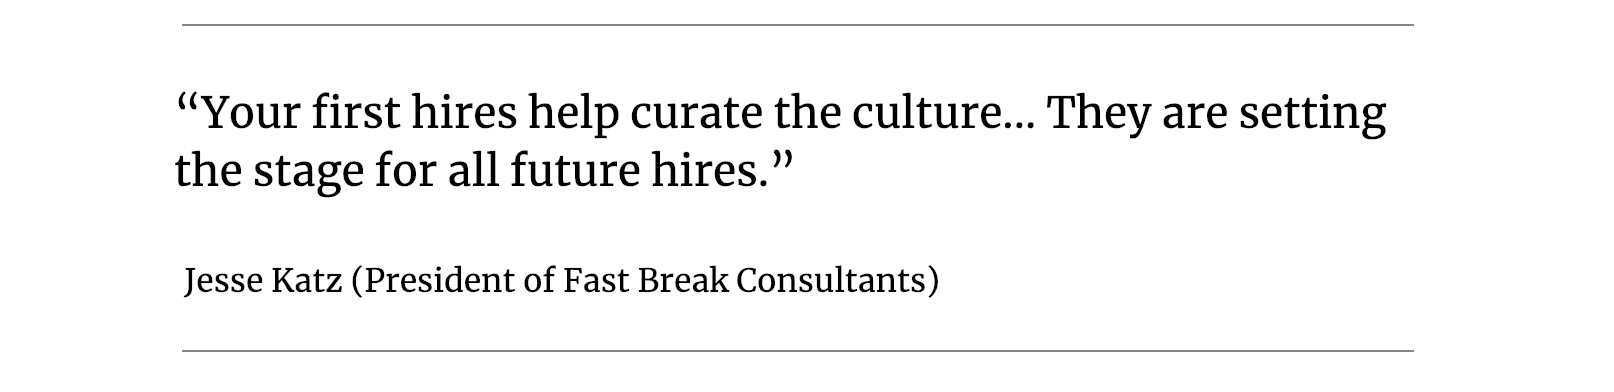 “Your first hires help curate the culture... They are setting
the stage for all future hires.”
Jesse Katz (President of Fast Break Consultants)